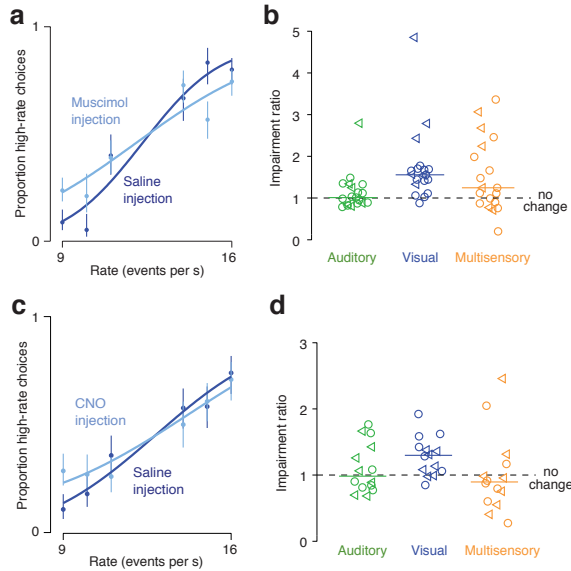 a
Proportion high-rate choices
1
0
Muscimol
injection
Saline
injection
9
16
Rate (events per s)
b
Impairment ratio
5
4
3
2
1
0
no
change
Auditory
Visual
Multisensory
c
Proportion high-rate choices
1
0
CNO
injection
Saline
injection
9
16
Rate (events per s)
d
Impairment ratio
3
2
1
0
no
change
Auditory
Visual
Multisensory